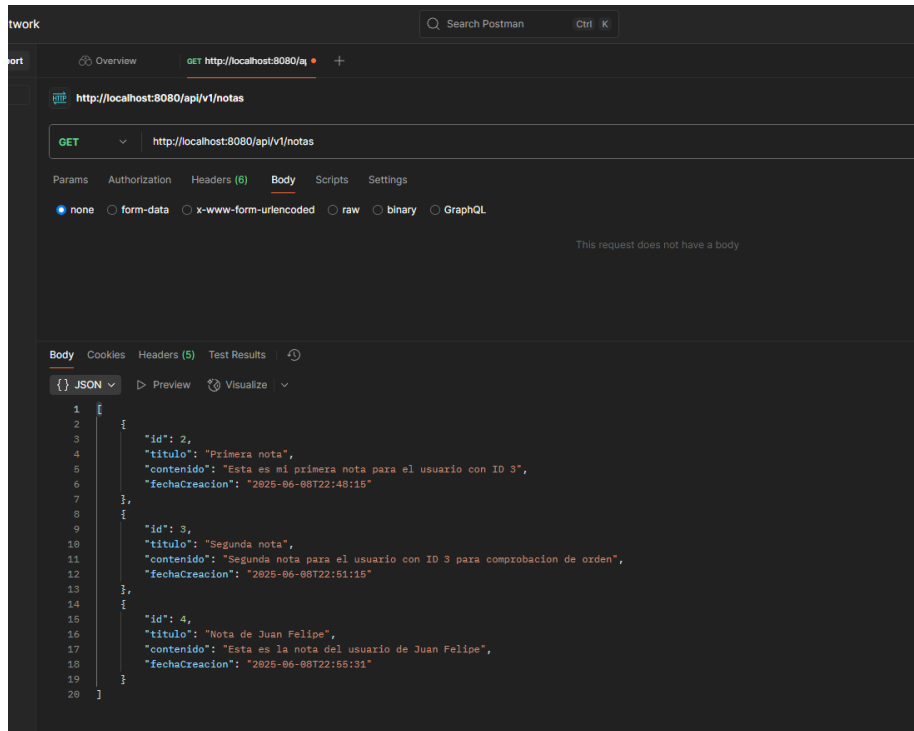 twork
Search Postman Ctrl K
port Overview GET http://localhost:8080/a
HTTP http://localhost:8080/api/v1/notas
GET http://localhost:8080/api/v1/notas
Params Authorization Headers (6) Body Scripts Settings
none form-data x-www-form-urlencoded raw binary GraphQL
This request does not have a body
Body Cookies Headers (5) Test Results
{} JSON Preview Visualize
1 [
2 {
3 "id": 2,
4 "titulo": "Primera nota",
5 "contenido": "Esta es mi primera nota para el usuario con ID 3",
6 "fechaCreacion": "2025-06-08T22:48:15"
7 },
8 {
9 "id": 3,
10 "titulo": "Segunda nota",
11 "contenido": "Segunda nota para el usuario con ID 3 para comprobacion de orden",
12 "fechaCreacion": "2025-06-08T22:51:15"
13 },
14 {
15 "id": 4,
16 "titulo": "Nota de Juan Felipe",
17 "contenido": "Esta es la nota del usuario de Juan Felipe",
18 "fechaCreacion": "2025-06-08T22:55:31"
19 }
20 ]